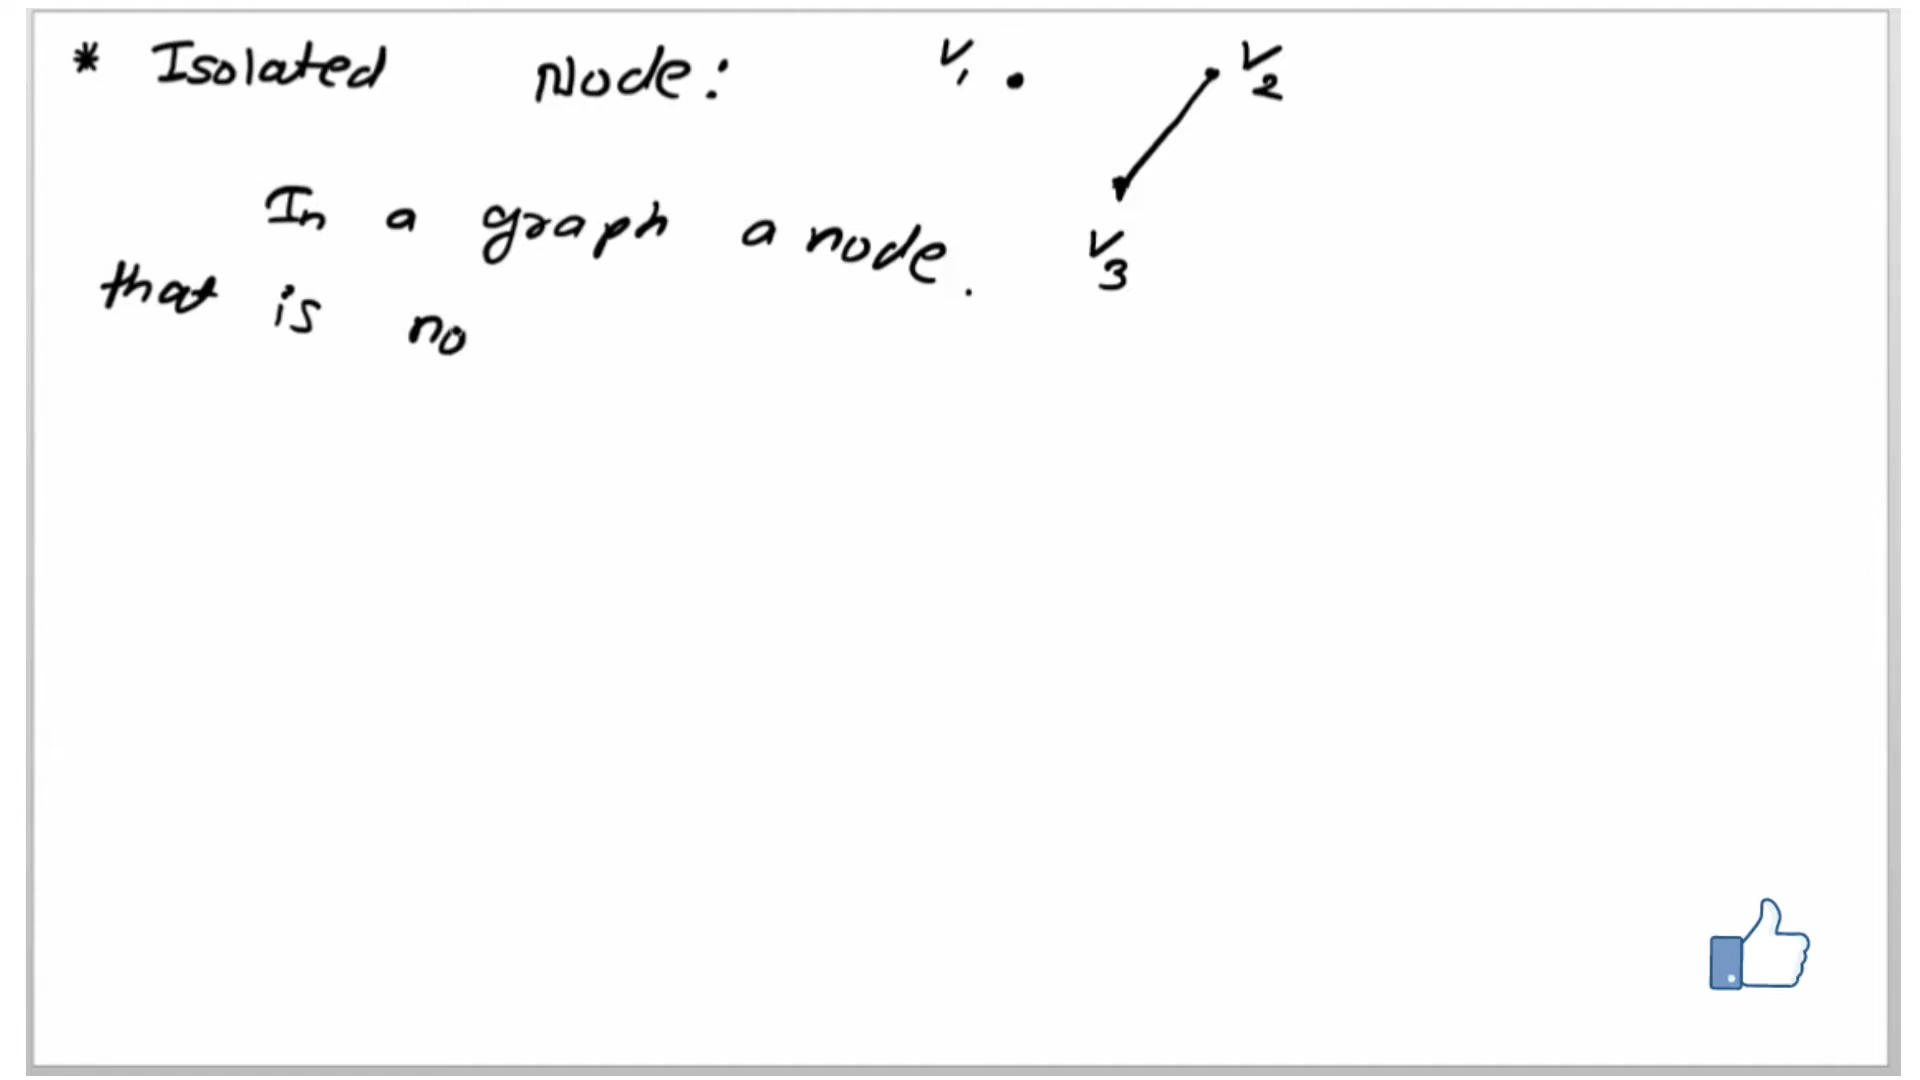 * Isolated Node: V1 V2
In a graph a node. V3
that is no